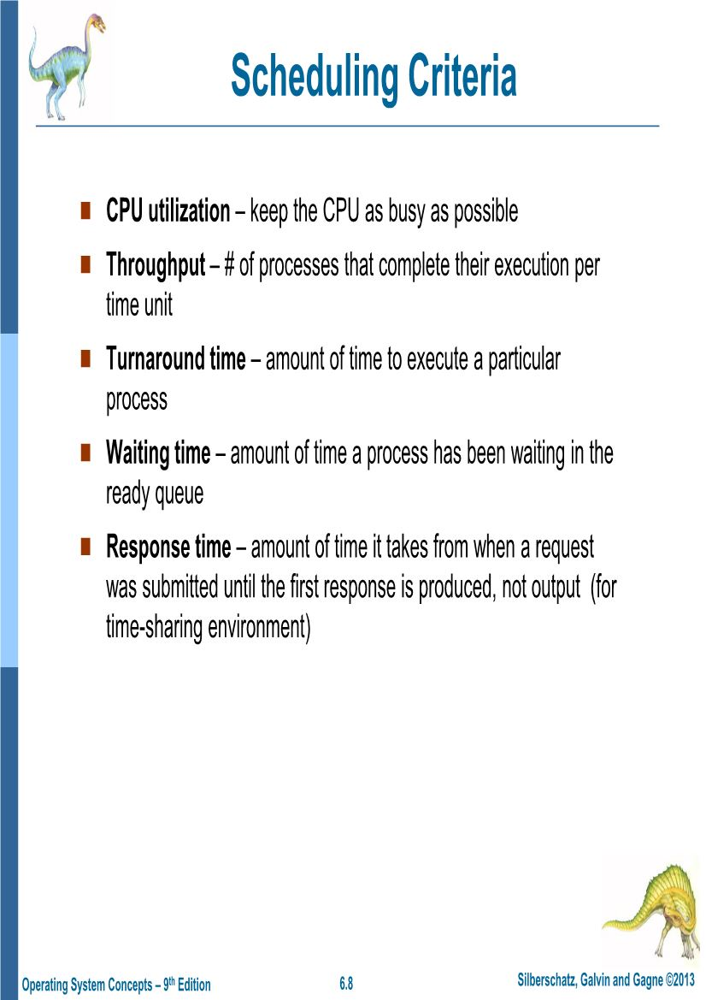 Scheduling Criteria
CPU utilization – keep the CPU as busy as possible
Throughput – # of processes that complete their execution per
time unit
Turnaround time – amount of time to execute a particular
process
Waiting time – amount of time a process has been waiting in the
ready queue
Response time – amount of time it takes from when a request
was submitted until the first response is produced, not output  (for
time-sharing environment)
Operating System Concepts – 9th Edition
6.8
Silberschatz, Galvin and Gagne ©2013